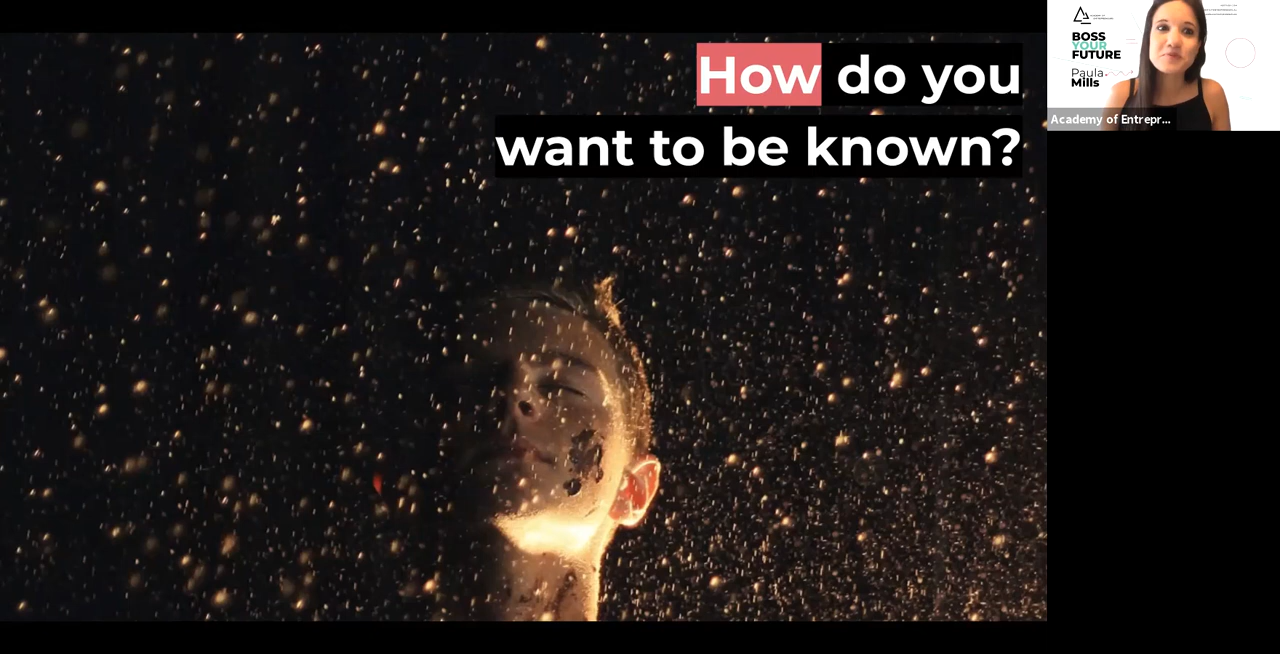 How do you
want to be known?
BOSS
YOUR
FUTURE
Paula
Mills
Academy of Entrepr...